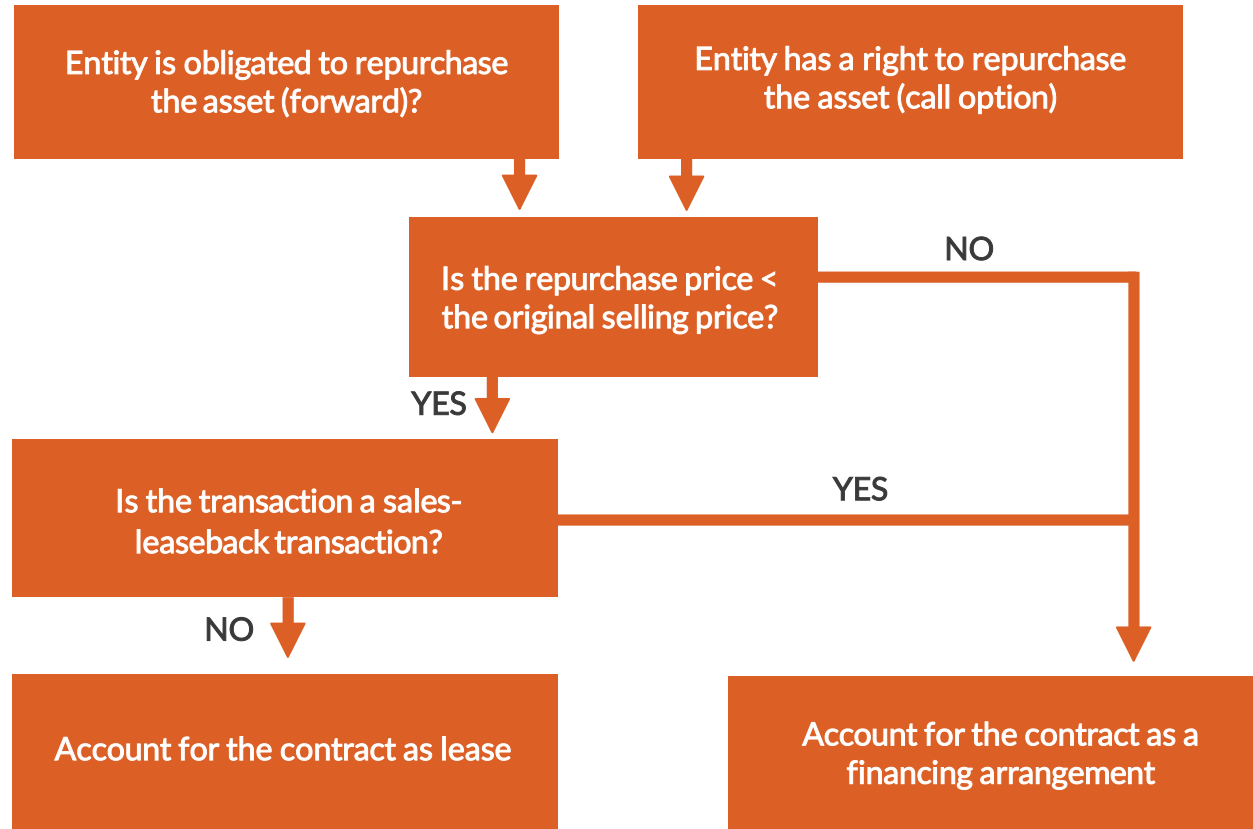 Entity is obligated to repurchase
the asset (forward)?
Entity has a right to repurchase
the asset (call option)
Is the repurchase price <
the original selling price?
NO
YES
Is the transaction a sales-
leaseback transaction?
YES
NO
Account for the contract as lease
Account for the contract as a
financing arrangement